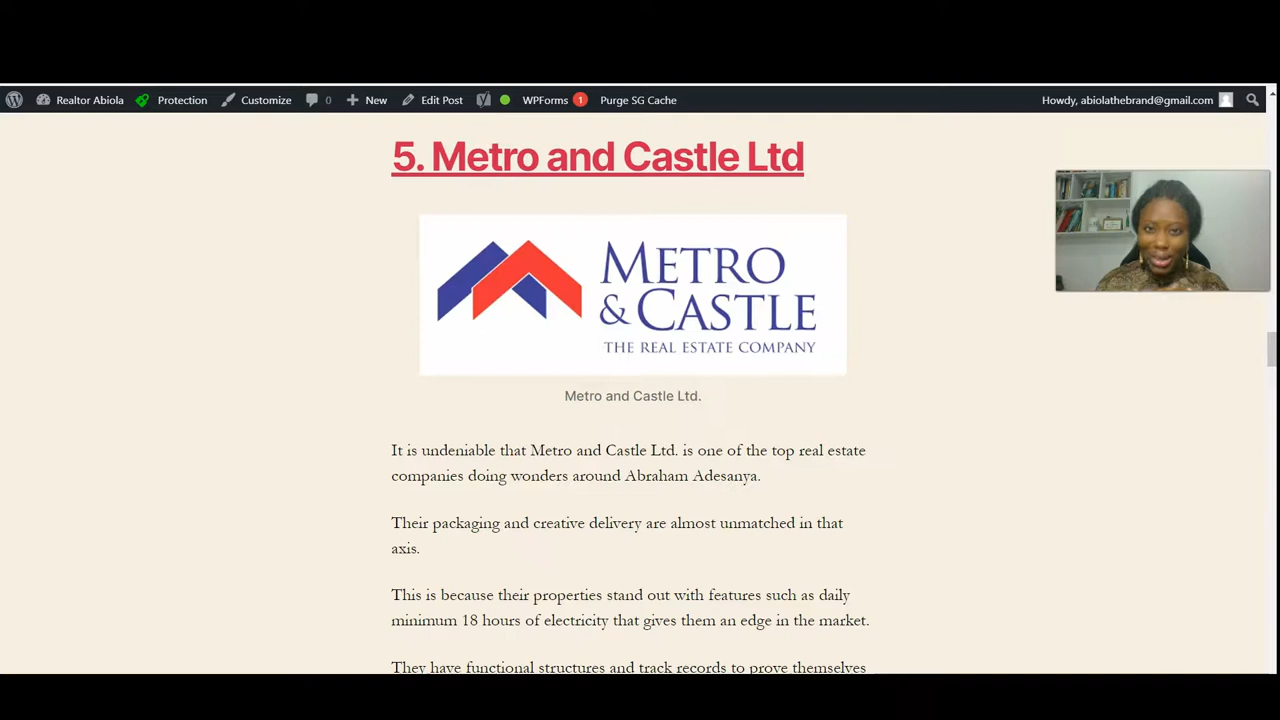 Realtor Abiola Protection Customize 0 New Edit Post WPForms 1 Purge SG Cache Howdy, abiolathebrand@gmail.com
5. Metro and Castle Ltd
METRO
& CASTLE
THE REAL ESTATE COMPANY
Metro and Castle Ltd.
It is undeniable that Metro and Castle Ltd. is one of the top real estate
companies doing wonders around Abraham Adesanya.
Their packaging and creative delivery are almost unmatched in that
axis.
This is because their properties stand out with features such as daily
minimum 18 hours of electricity that gives them an edge in the market.
They have functional structures and track records to prove themselves